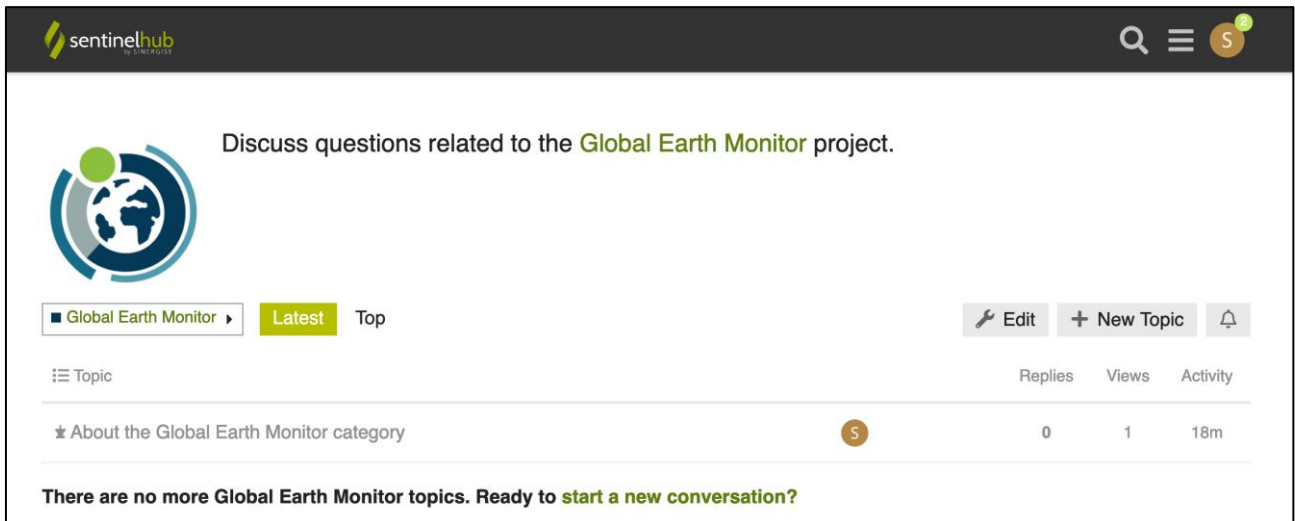 sentinelhub
by SINERGISE
2
S
Discuss questions related to the Global Earth Monitor project.
Global Earth Monitor
Latest
Top
Edit
+ New Topic
Topic
Replies
Views
Activity
About the Global Earth Monitor category
S
0
1
18m
There are no more Global Earth Monitor topics. Ready to start a new conversation?